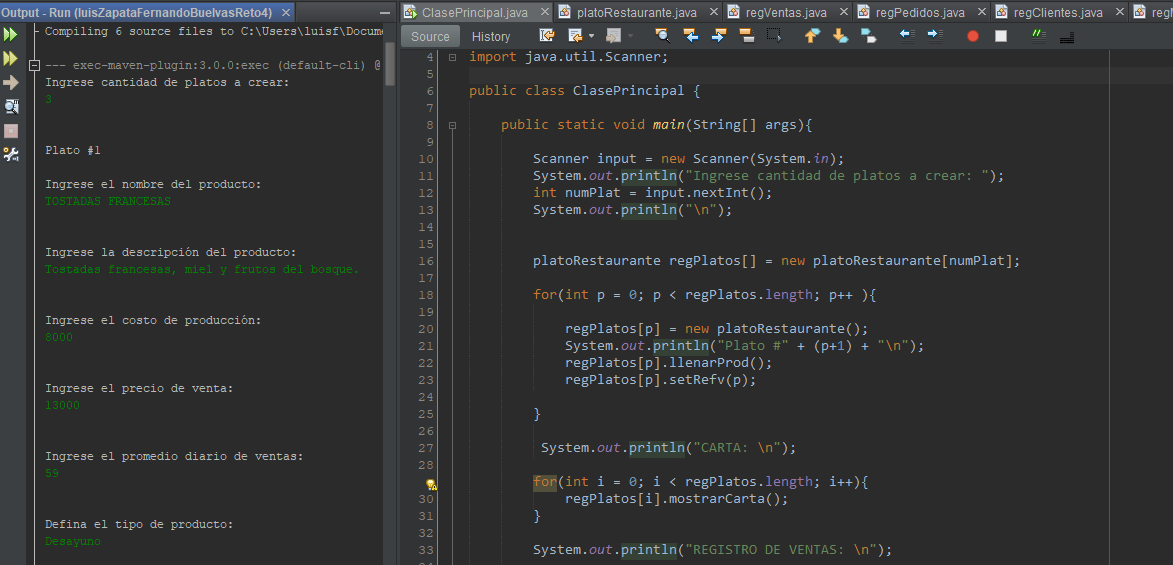 Output - Run (luisZapataFernandoBuelvasReto4) ×
Compiling 6 source files to C:\Users\luisf\Docume
--- exec-maven-plugin:3.0.0:exec (default-cli) @
Ingrese cantidad de platos a crear:
3
Plato #1
Ingrese el nombre del producto:
TOSTADAS FRANCESAS
Ingrese la descripción del producto:
Tostadas francesas, miel y frutos del bosque.
Ingrese el costo de producción:
8000
Ingrese el precio de venta:
13000
Ingrese el promedio diario de ventas:
59
Defina el tipo de producto:
Desayuno
ClasePrincipal.java × platoRestaurante.java × regVentas.java × regPedidos.java × regClientes.java ×
Source History
4 import java.util.Scanner;
5
6 public class ClasePrincipal {
7
8 public static void main(String[] args){
9
10 Scanner input = new Scanner(System.in);
11 System.out.println("Ingrese cantidad de platos a crear: ");
12 int numPlat = input.nextInt();
13 System.out.println("\n");
14
15
16 platoRestaurante regPlatos[] = new platoRestaurante[numPlat];
17
18 for(int p = 0; p < regPlatos.length; p++ ){
19
20 regPlatos[p] = new platoRestaurante();
21 System.out.println("Plato #" + (p+1) + "\n");
22 regPlatos[p].llenarProd();
23 regPlatos[p].setRefv(p);
24
25 }
26
27 System.out.println("CARTA: \n");
28
for(int i = 0; i < regPlatos.length; i++){
30 regPlatos[i].mostrarCarta();
31 }
32
33 System.out.println("REGISTRO DE VENTAS: \n");